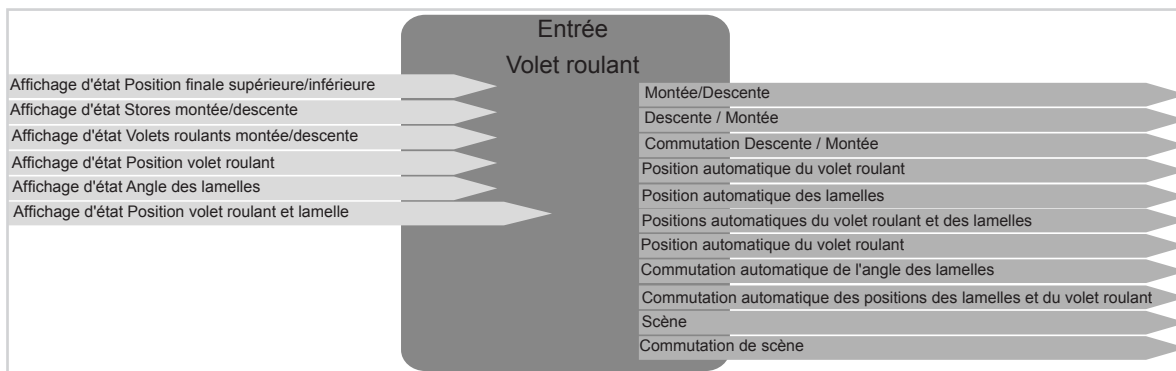 Entrée
Volet roulant
Affichage d'état Position finale supérieure/inférieure
Affichage d'état Stores montée/descente
Affichage d'état Volets roulants montée/descente
Affichage d'état Position volet roulant
Affichage d'état Angle des lamelles
Affichage d'état Position volet roulant et lamelle
Montée/Descente
Descente / Montée
Commutation Descente / Montée
Position automatique du volet roulant
Position automatique des lamelles
Positions automatiques du volet roulant et des lamelles
Position automatique du volet roulant
Commutation automatique de l'angle des lamelles
Commutation automatique des positions des lamelles et du volet roulant
Scène
Commutation de scène